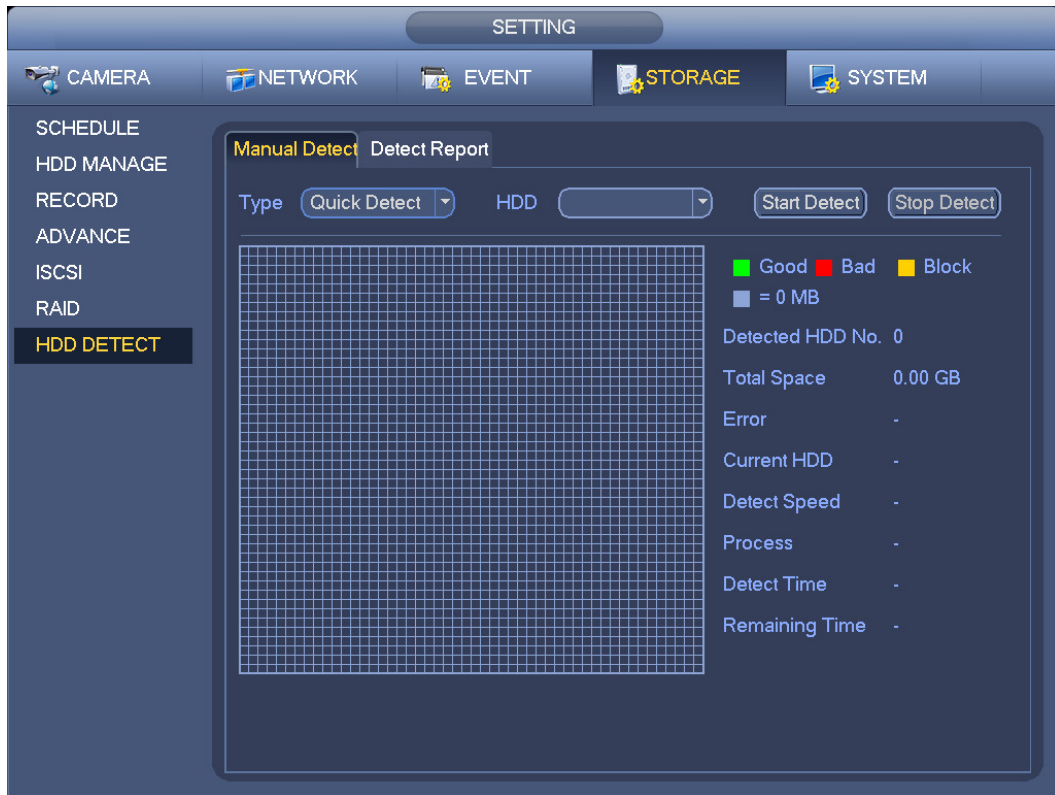 SETTING
CAMERA NETWORK EVENT STORAGE SYSTEM
SCHEDULE
HDD MANAGE
RECORD
ADVANCE
ISCSI
RAID
HDD DETECT
Manual Detect Detect Report
Type Quick Detect HDD Start Detect Stop Detect
Good Bad Block
= 0 MB
Detected HDD No. 0
Total Space 0.00 GB
Error -
Current HDD -
Detect Speed -
Process -
Detect Time -
Remaining Time -